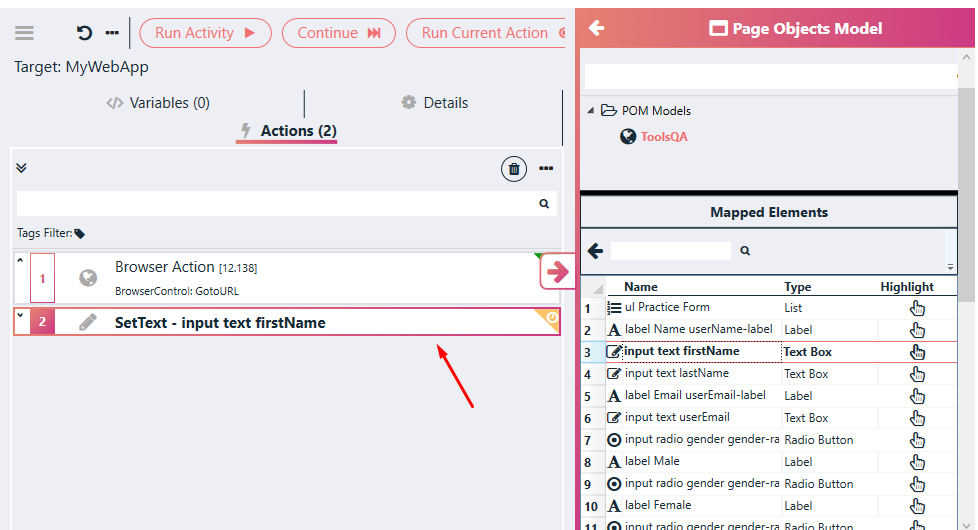 Run Activity
Continue
Run Current Action
Target: MyWebApp
Variables (0)
Details
Actions (2)
Tags Filter:
1
Browser Action [12.138]
BrowserControl: GotoURL
2
SetText - input text firstName
Page Objects Model
POM Models
ToolsQA
Mapped Elements
Name Type Highlight
1 ul Practice Form List
2 label Name userName-label Label
3 input text firstName Text Box
4 input text lastName Text Box
5 label Email userEmail-label Label
6 input text userEmail Text Box
7 input radio gender gender-ra Radio Button
8 label Male Label
9 input radio gender gender-ra Radio Button
10 label Female Label
11 input radio gender gender-ra Radio Button